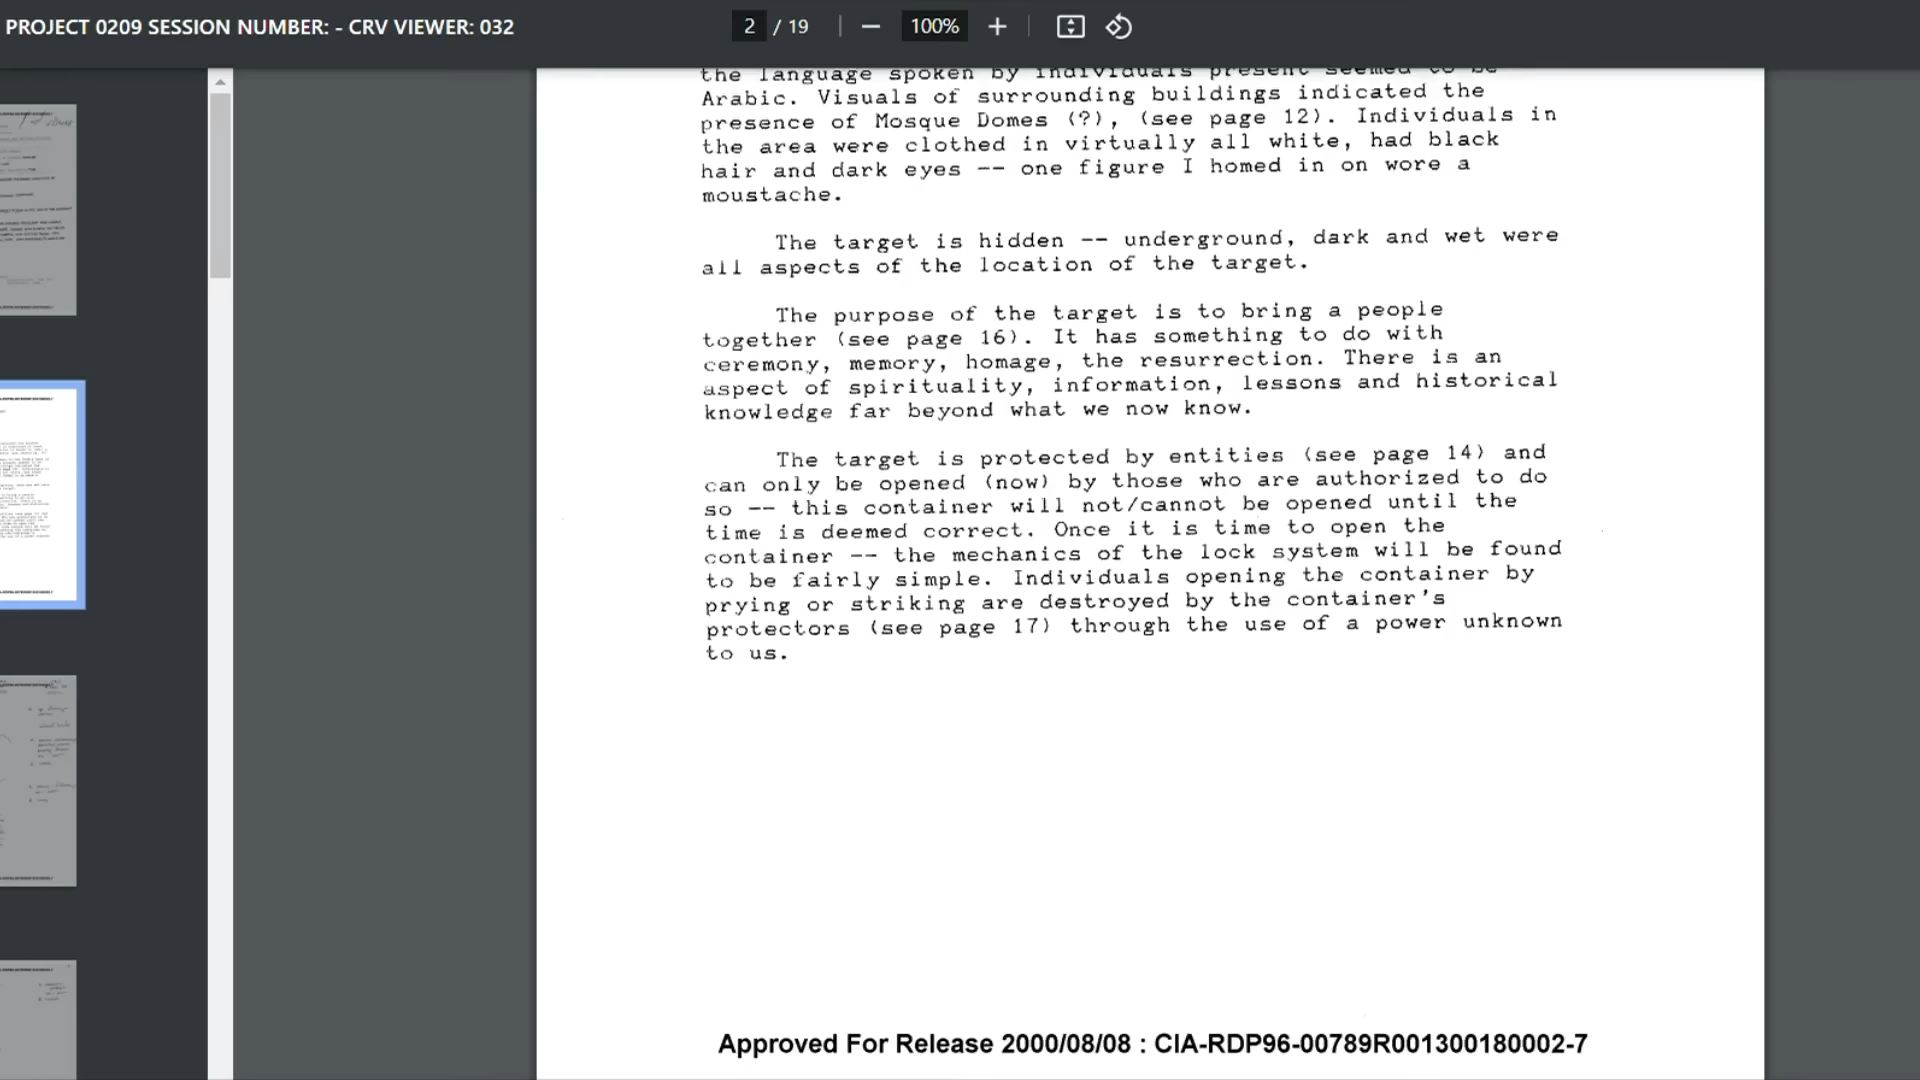 PROJECT 0209 SESSION NUMBER: - CRV VIEWER: 032
2 / 19
100%
the language spoken by individuals present seemed to be
Arabic. Visuals of surrounding buildings indicated the
presence of Mosque Domes (?), (see page 12). Individuals in
the area were clothed in virtually all white, had black
hair and dark eyes -- one figure I homed in on wore a
moustache.
The target is hidden -- underground, dark and wet were
all aspects of the location of the target.
The purpose of the target is to bring a people
together (see page 16). It has something to do with
ceremony, memory, homage, the resurrection. There is an
aspect of spirituality, information, lessons and historical
knowledge far beyond what we now know.
The target is protected by entities (see page 14) and
can only be opened (now) by those who are authorized to do
so -- this container will not/cannot be opened until the
time is deemed correct. Once it is time to open the
container -- the mechanics of the lock system will be found
to be fairly simple. Individuals opening the container by
prying or striking are destroyed by the container's
protectors (see page 17) through the use of a power unknown
to us.
Approved For Release 2000/08/08 : CIA-RDP96-00789R001300180002-7